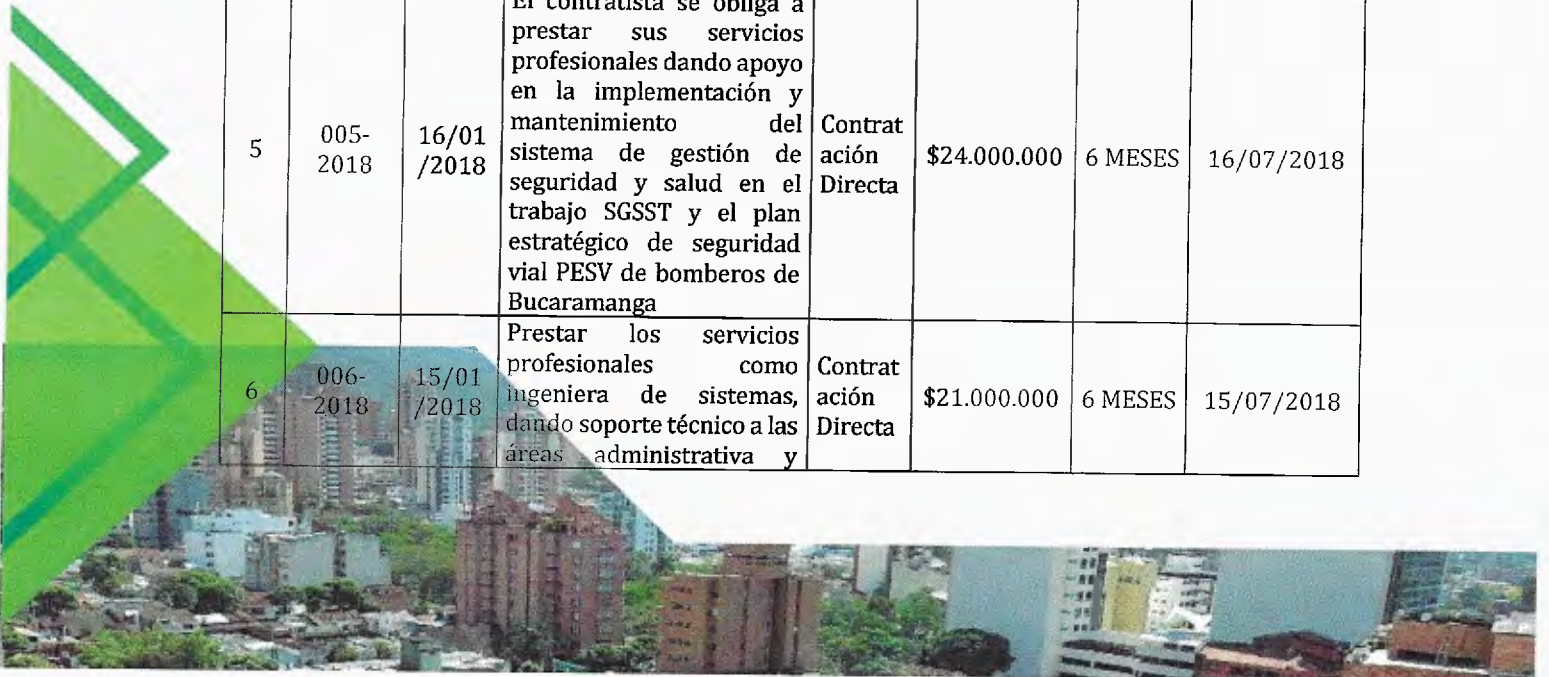 El contratista se obliga a
prestar sus servicios
profesionales dando apoyo
en la implementación y
mantenimiento del
sistema de gestión de
seguridad y salud en el
trabajo SGSST y el plan
estratégico de seguridad
vial PESV de bomberos de
Bucaramanga
5
005-
2018
16/01
/2018
Contrat
ación
Directa
$24.000.000
6 MESES
16/07/2018
6
006-
2018
15/01
/2018
Prestar los servicios
profesionales como
ingeniera de sistemas,
dando soporte técnico a las
áreas administrativa y
Contrat
ación
Directa
$21.000.000
6 MESES
15/07/2018